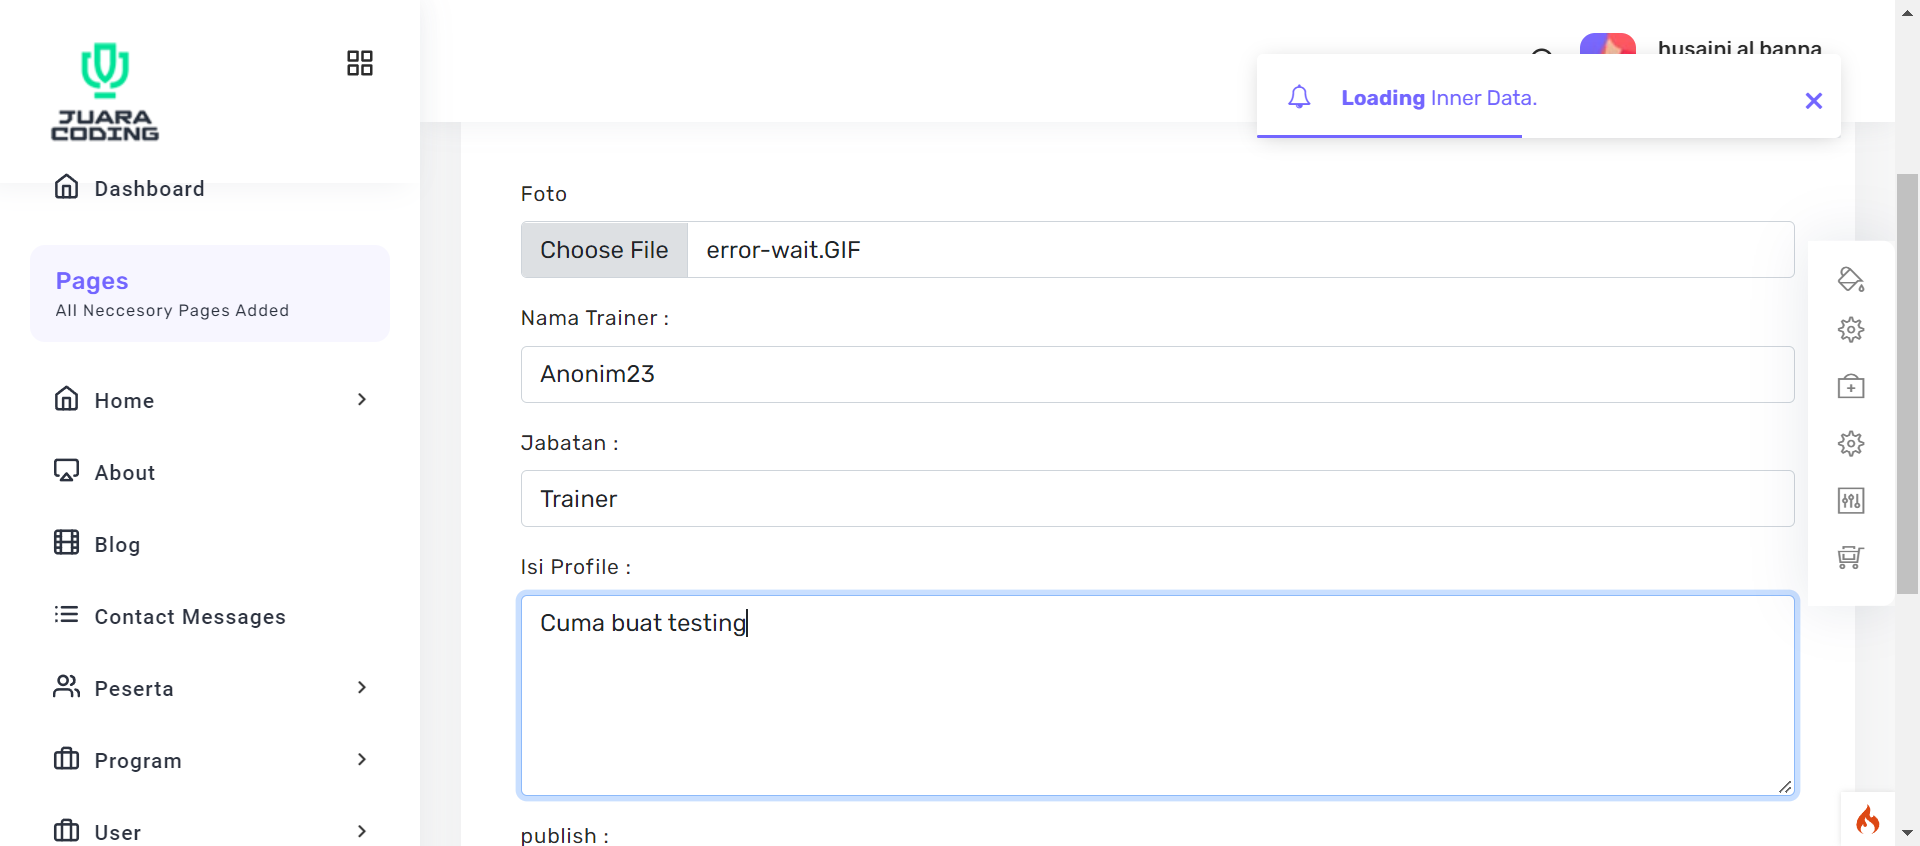 JUARA
CODING
husaini al banna
Loading Inner Data.
Dashboard
Pages
All Neccesory Pages Added
Home
About
Blog
Contact Messages
Peserta
Program
User
Foto
Choose File error-wait.GIF
Nama Trainer :
Anonim23
Jabatan :
Trainer
Isi Profile :
Cuma buat testing
publish :